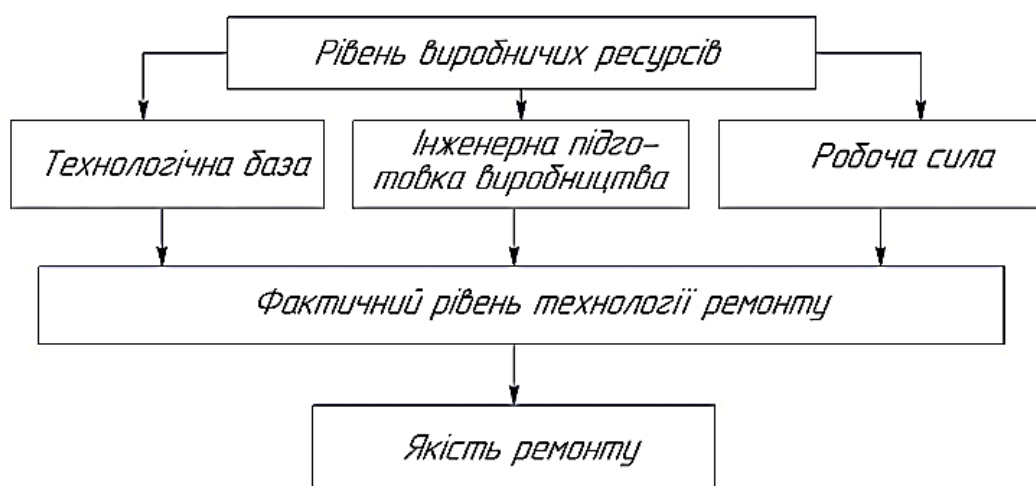 Рівень виробничих ресурсів
Технологічна база
Інженерна підго-
товка виробництва
Робоча сила
Фактичний рівень технології ремонту
Якість ремонту